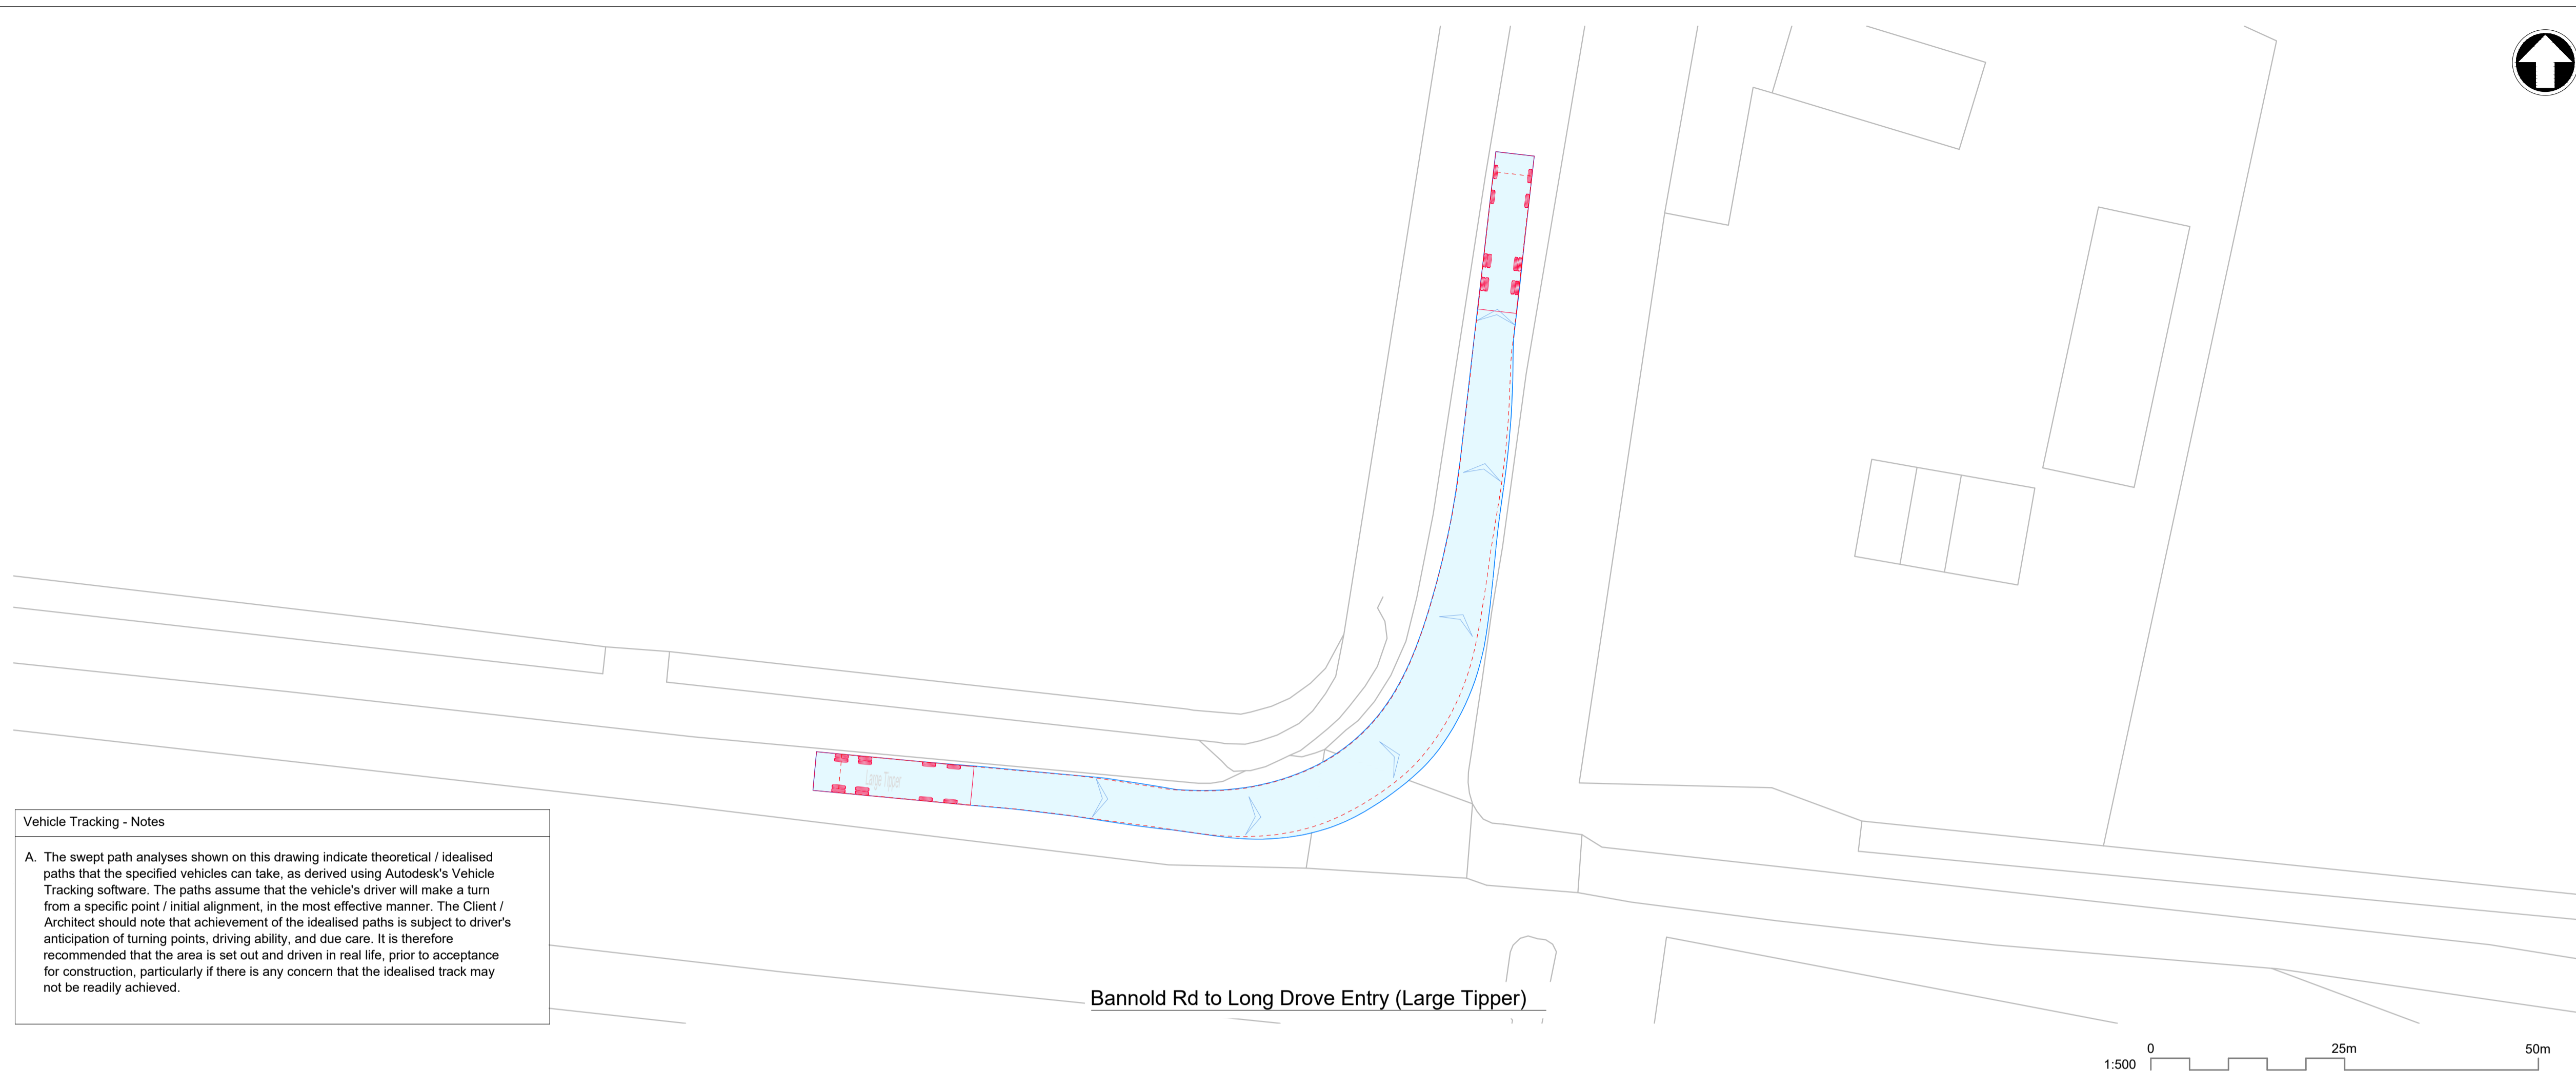 Large Tipper
Vehicle Tracking - Notes
A. The swept path analyses shown on this drawing indicate theoretical / idealised
paths that the specified vehicles can take, as derived using Autodesk's Vehicle
Tracking software. The paths assume that the vehicle's driver will make a turn
from a specific point / initial alignment, in the most effective manner. The Client /
Architect should note that achievement of the idealised paths is subject to driver's
anticipation of turning points, driving ability, and due care. It is therefore
recommended that the area is set out and driven in real life, prior to acceptance
for construction, particularly if there is any concern that the idealised track may
not be readily achieved.
Bannold Rd to Long Drove Entry (Large Tipper)
0 25m 50m
1:500